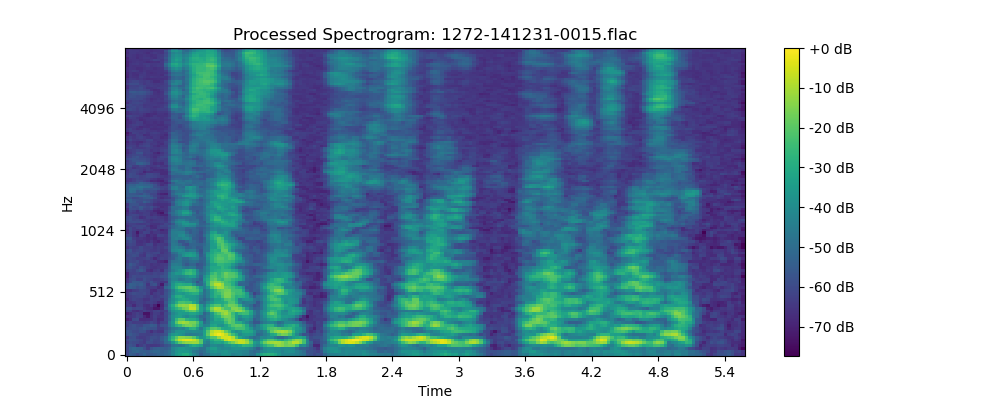 Processed Spectrogram: 1272-141231-0015.flac
Hz
4096
2048
1024
512
0
0 0.6 1.2 1.8 2.4 3 3.6 4.2 4.8 5.4
Time
+0 dB
-10 dB
-20 dB
-30 dB
-40 dB
-50 dB
-60 dB
-70 dB